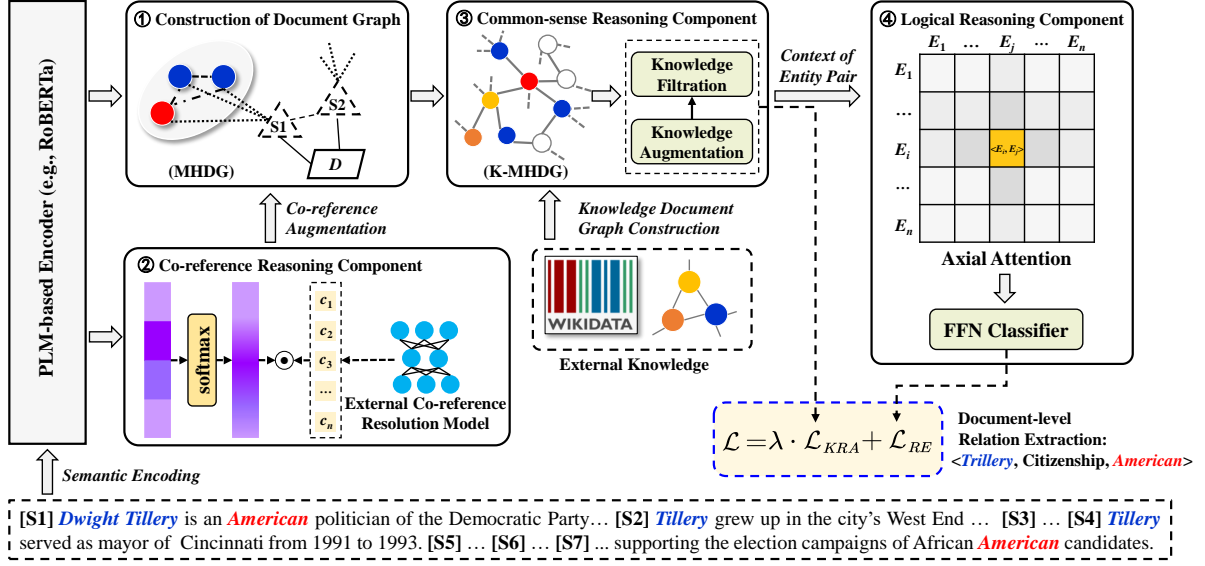 PLM-based Encoder (e.g., RoBERTa)
① Construction of Document Graph
S1
S2
D
(MHDG)
Co-reference
Augmentation
② Co-reference Reasoning Component
softmax
c1
c2
c3
...
cn
External Co-reference
Resolution Model
③ Common-sense Reasoning Component
(K-MHDG)
Knowledge
Filtration
Knowledge
Augmentation
Knowledge Document
Graph Construction
WIKIDATA
External Knowledge
Context of
Entity Pair
④ Logical Reasoning Component
E1 ... Ej ... En
E1
...
Ei
<Ei, Ej>
...
En
Axial Attention
FFN Classifier
ℒ = λ · ℒKRA + ℒRE
Document-level
Relation Extraction:
<Trillery, Citizenship, American>
Semantic Encoding
[S1] Dwight Tillery is an American politician of the Democratic Party… [S2] Tillery grew up in the city's West End … [S3] … [S4] Tillery
served as mayor of Cincinnati from 1991 to 1993. [S5] … [S6] … [S7] ... supporting the election campaigns of African American candidates.